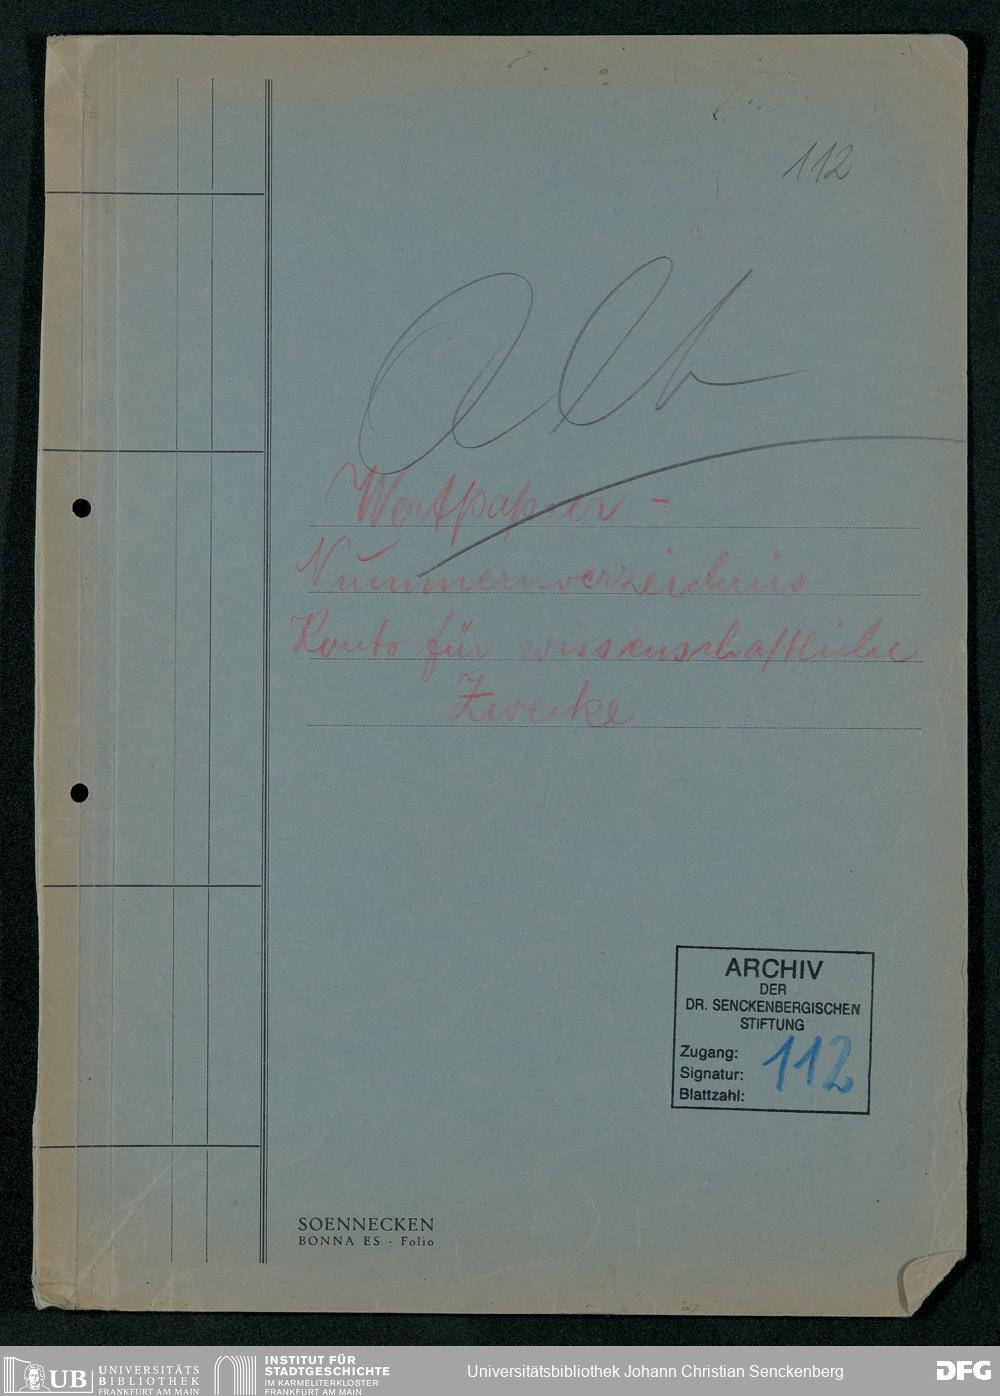 112
Alt
Wertpapier -
Nummernverzeichnis
Konto für wissenschaftliche
Zwecke
ARCHIV
DER
DR. SENCKENBERGISCHEN
STIFTUNG
Zugang:
Signatur: 112
Blattzahl:
SOENNECKEN
BONNA ES · Folio
UB
UNIVERSITÄTS
BIBLIOTHEK
FRANKFURT AM MAIN
INSTITUT FÜR
STADTGESCHICHTE
IM KARMELITERKLOSTER
FRANKFURT AM MAIN
Universitätsbibliothek Johann Christian Senckenberg
DFG